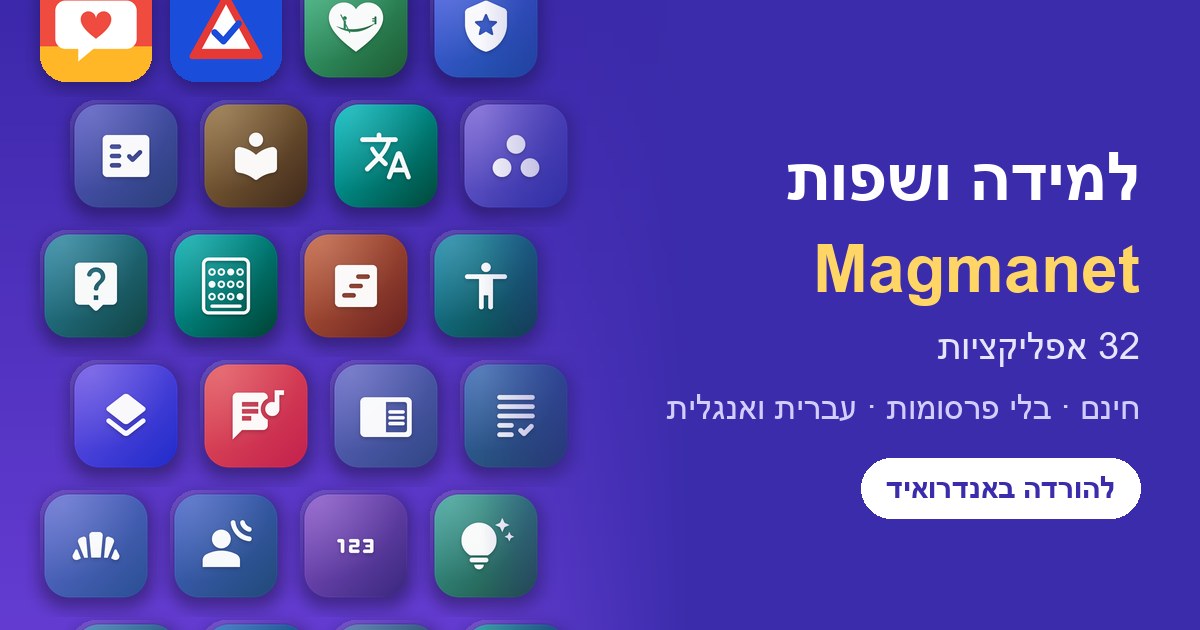 למידה ושפות
Magmanet
32 אפליקציות
חינם · בלי פרסומות · עברית ואנגלית
להורדה באנדרואיד
123